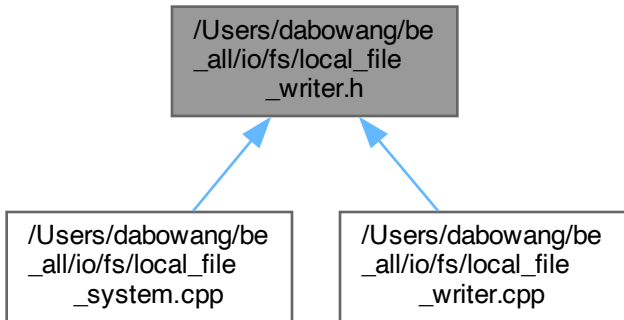 /Users/dabowang/be
_all/io/fs/local_file
_writer.h
/Users/dabowang/be
_all/io/fs/local_file
_system.cpp
/Users/dabowang/be
_all/io/fs/local_file
_writer.cpp